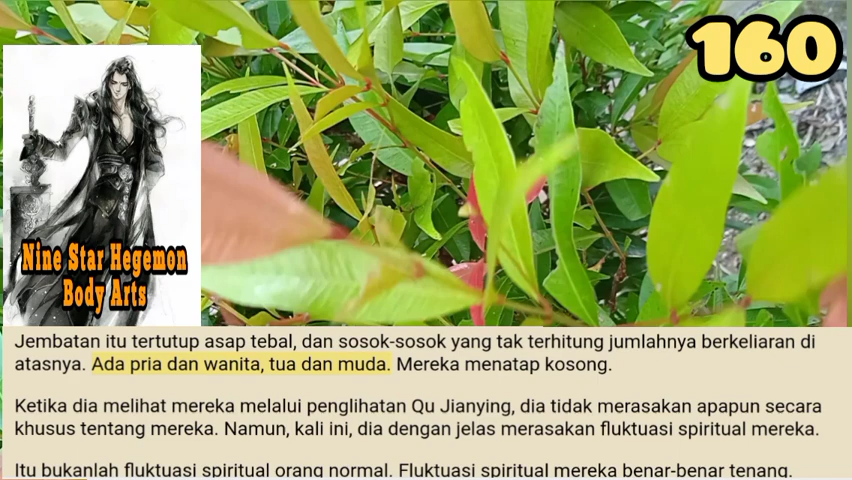 160
Nine Star Hegemon
Body Arts
Jembatan itu tertutup asap tebal, dan sosok-sosok yang tak terhitung jumlahnya berkeliaran di
atasnya. Ada pria dan wanita, tua dan muda. Mereka menatap kosong.
Ketika dia melihat mereka melalui penglihatan Qu Jianying, dia tidak merasakan apapun secara
khusus tentang mereka. Namun, kali ini, dia dengan jelas merasakan fluktuasi spiritual mereka.
Itu bukanlah fluktuasi spiritual orang normal. Fluktuasi spiritual mereka benar-benar tenang.